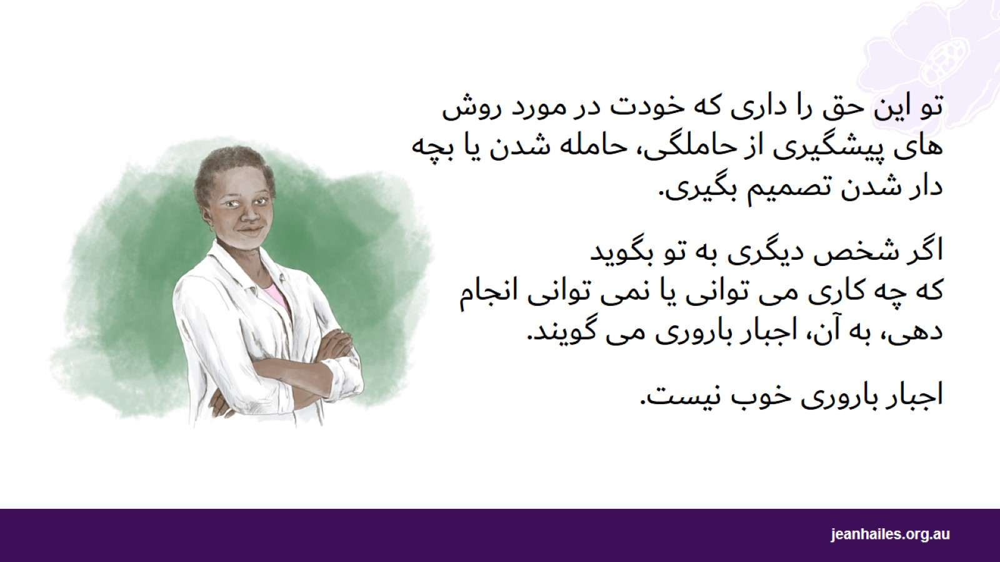 تو این حق را داری که خودت در مورد روش
های پیشگیری از حاملگی، حامله شدن یا بچه
دار شدن تصمیم بگیری.
اگر شخص دیگری به تو بگوید
که چه کاری می توانی یا نمی توانی انجام
دهی، به آن، اجبار باروری می گویند.
اجبار باروری خوب نیست.
jeanhailes.org.au